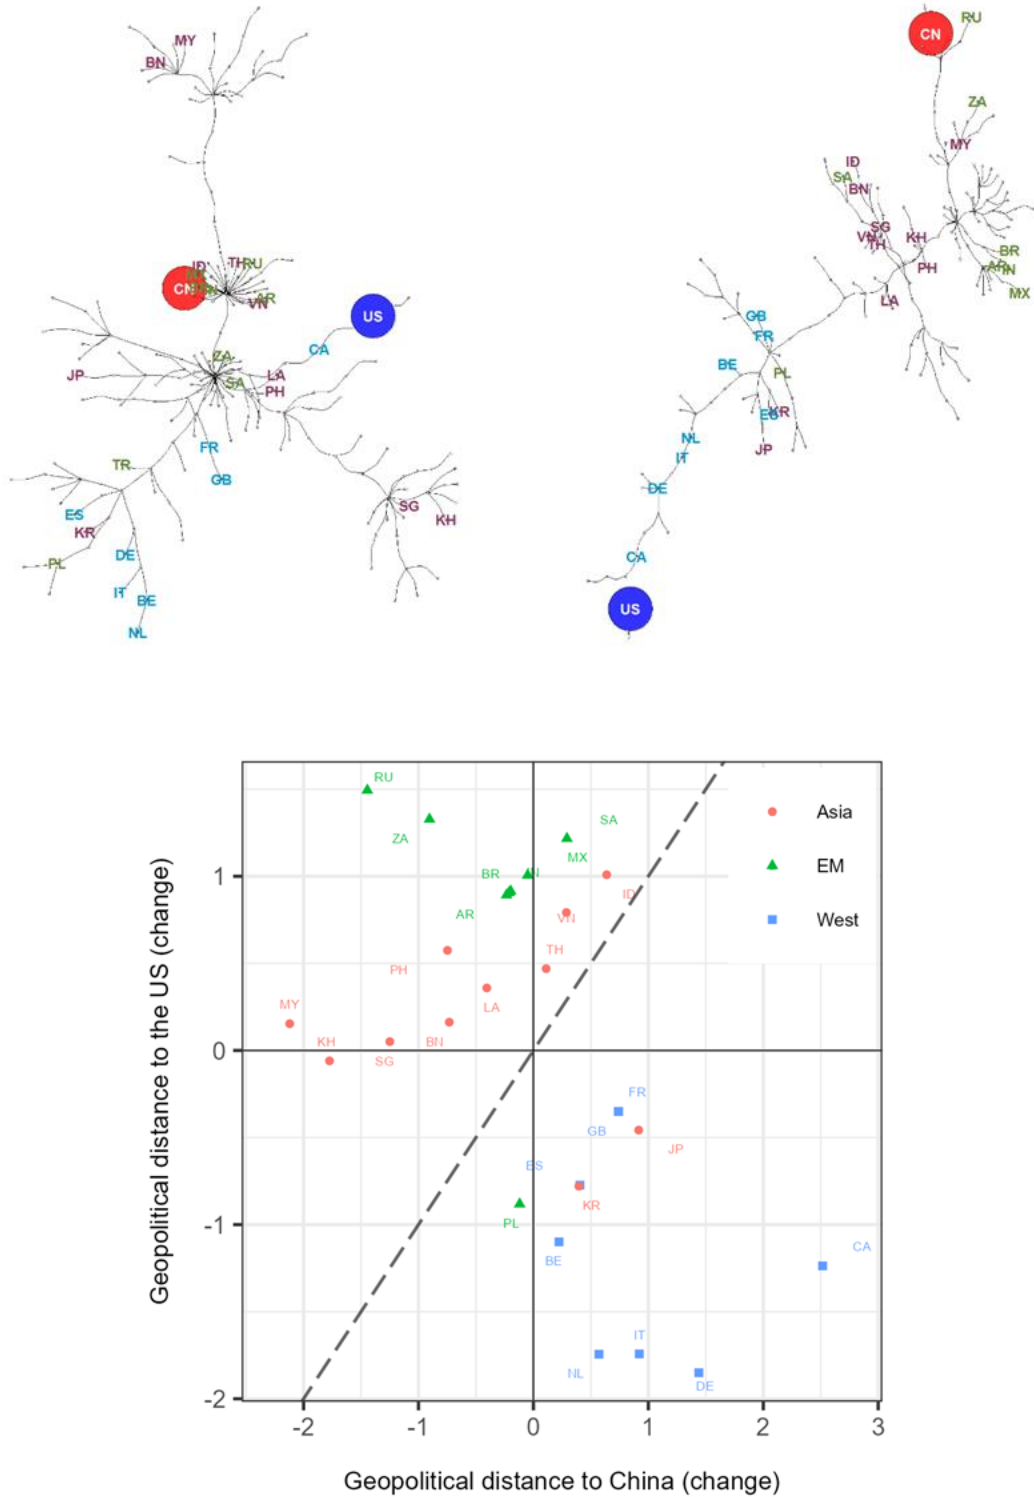 MY
BN
ID
TH
RU
CN
AR
VN
US
CA
ZA
SA
LA
PH
JP
FR
GB
TR
ES
KR
PL
DE
IT
BE
NL
SG
KH
CN
RU
ZA
MY
ID
SA
BN
SG
VN
TH
KH
PH
BR
AR
IN
MX
LA
GB
FR
BE
PL
ES
KR
JP
NL
IT
DE
CA
US
Geopolitical distance to the US (change)
1
0
-1
-2
RU
ZA
SA
MX
BR
IN
AR
ID
VN
TH
PH
LA
MY
KH
SG
BN
FR
GB
JP
ES
KR
PL
BE
CA
IT
NL
DE
Asia
EM
West
-2 -1 0 1 2 3
Geopolitical distance to China (change)